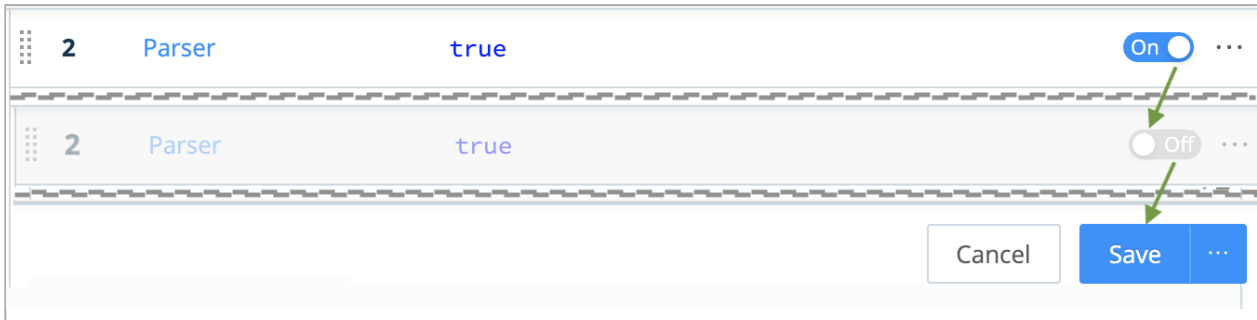 2 Parser true On ...
2 Parser true Off ...
Cancel Save ...